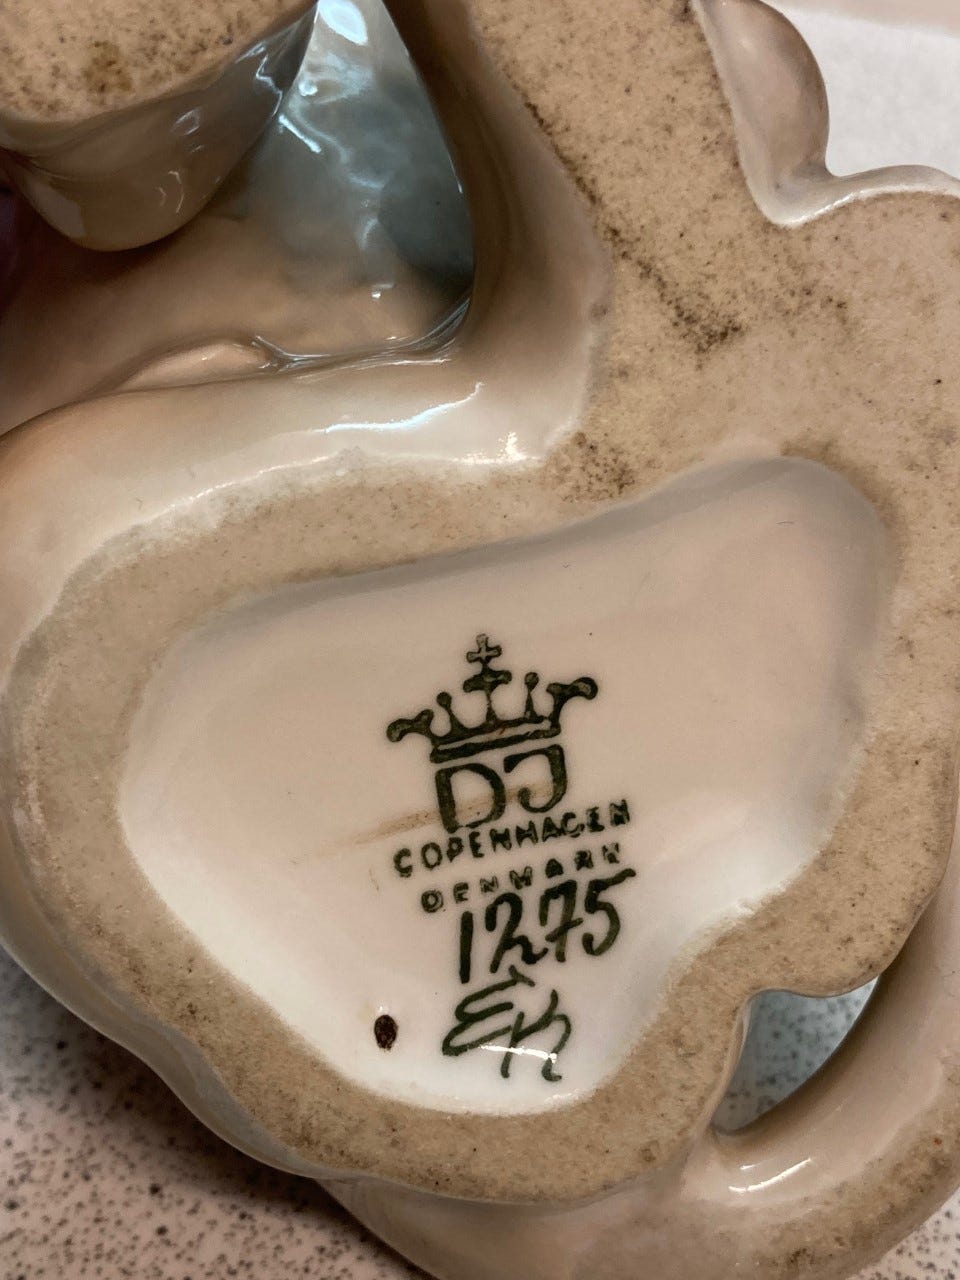 DJ
COPENHAGEN
DENMARK
1275
EK